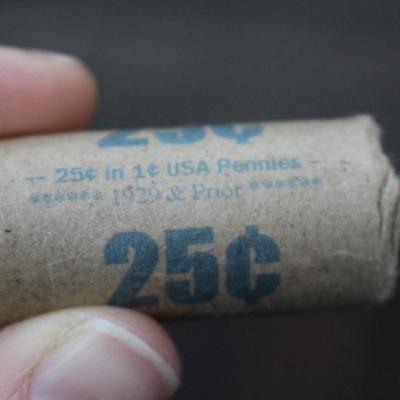 25¢
-- 25¢ in 1¢ USA Pennies -
****** 1929 & Prior ******
25¢